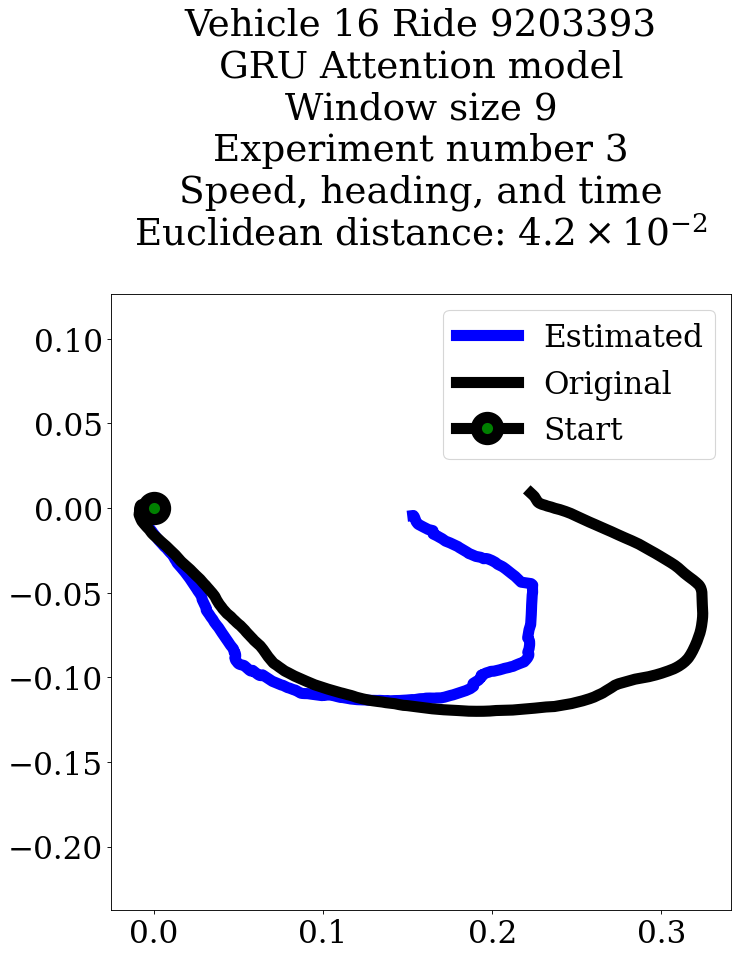 Vehicle 16 Ride 9203393
GRU Attention model
Window size 9
Experiment number 3
Speed, heading, and time
Euclidean distance: 4.2 × 10⁻²
Estimated
Original
Start
0.10
0.05
0.00
−0.05
−0.10
−0.15
−0.20
0.0 0.1 0.2 0.3